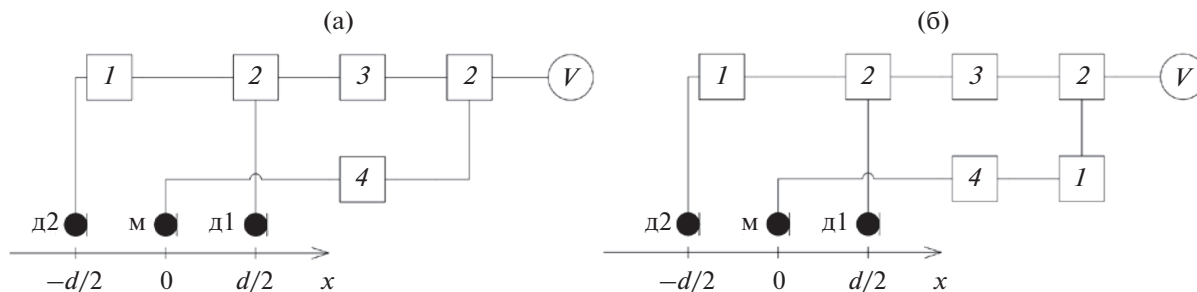 (а) (б)
1 2 3 2 V 1 2 3 2 V
4 4 1
д2 м д1 д2 м д1
−d/2 0 d/2 x −d/2 0 d/2 x